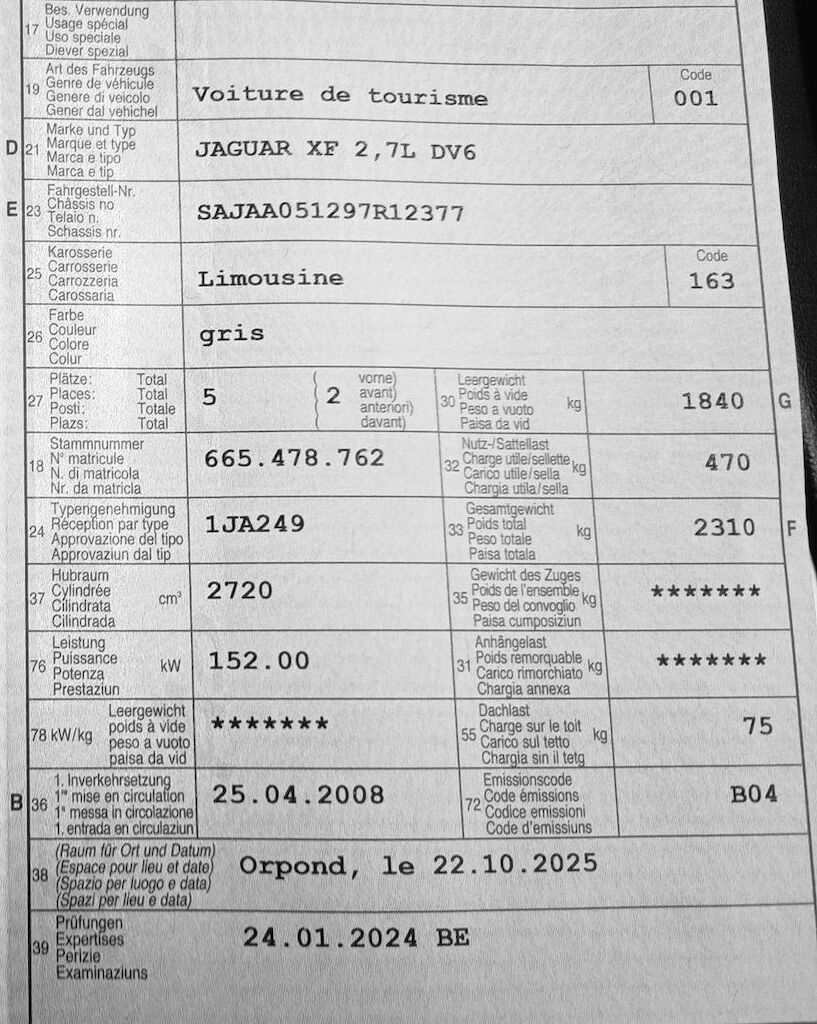 17 Bes. Verwendung
Usage spécial
Uso speciale
Diever spezial
19 Art des Fahrzeugs
Genre de véhicule
Genere di veicolo
Gener dal vehichel
Voiture de tourisme
Code
001
D 21 Marke und Typ
Marque et type
Marca e tipo
Marca e tip
JAGUAR XF 2,7L DV6
E 23 Fahrgestell-Nr.
Châssis no
Telaio n.
Schassis nr.
SAJAA051297R12377
25 Karosserie
Carrosserie
Carrozzeria
Carossaria
Limousine
Code
163
26 Farbe
Couleur
Colore
Colur
gris
27 Plätze: Total
Places: Total
Posti: Totale
Plazs: Total
5
( 2 vorne)
( avant)
( anteriori)
( davant)
30 Leergewicht
Poids à vide
Peso a vuoto
Paisa da vid
kg
1840 G
18 Stammnummer
N° matricule
N. di matricola
Nr. da matricla
665.478.762
32 Nutz-/Sattellast
Charge utile/sellette
Carico utile/sella
Chargia utila/sella
kg
470
24 Typengenehmigung
Réception par type
Approvazione del tipo
Approvaziun dal tip
1JA249
33 Gesamtgewicht
Poids total
Peso totale
Paisa totala
kg
2310 F
37 Hubraum
Cylindrée
Cilindrata
Cilindrada
cm³
2720
35 Gewicht des Zuges
Poids de l'ensemble
Peso del convoglio
Paisa cumposiziun
kg
*******
76 Leistung
Puissance
Potenza
Prestaziun
kW
152.00
31 Anhängelast
Poids remorquable
Carico rimorchiato
Chargia annexa
kg
*******
78 kW/kg Leergewicht
poids à vide
peso a vuoto
paisa da vid
*******
55 Dachlast
Charge sur le toit
Carico sul tetto
Chargia sin il tetg
kg
75
B 36 1. Inverkehrsetzung
1re mise en circulation
1a messa in circolazione
1. entrada en circulaziun
25.04.2008
72 Emissionscode
Code émissions
Codice emissioni
Code d'emissiuns
B04
38 (Raum für Ort und Datum)
(Espace pour lieu et date)
(Spazio per luogo e data)
(Spazi per lieu e data)
Orpond, le 22.10.2025
39 Prüfungen
Expertises
Perizie
Examinaziuns
24.01.2024 BE